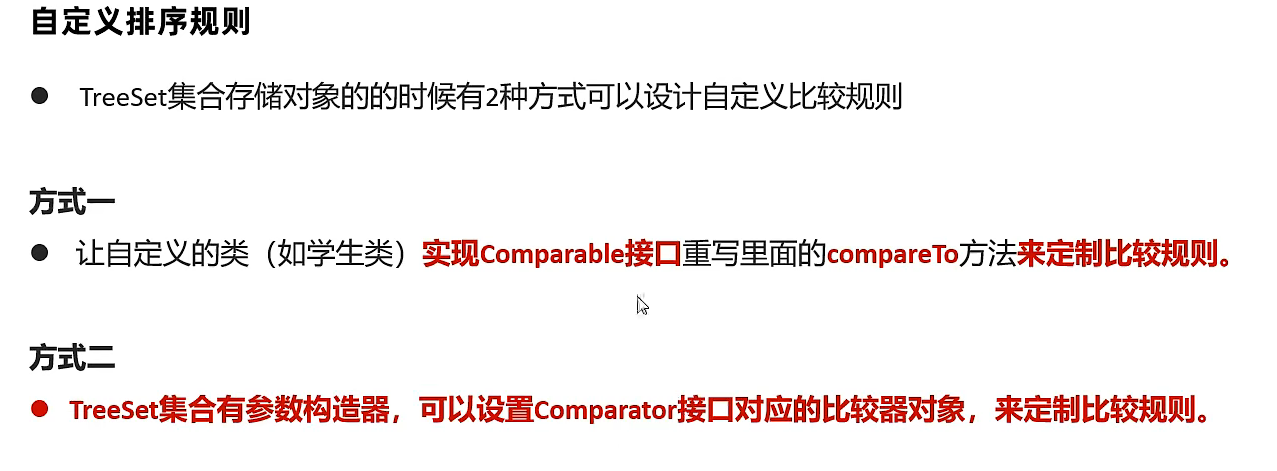 自定义排序规则
● TreeSet集合存储对象的的时候有2种方式可以设计自定义比较规则
方式一
● 让自定义的类（如学生类）实现Comparable接口重写里面的compareTo方法来定制比较规则。
方式二
● TreeSet集合有参数构造器，可以设置Comparator接口对应的比较器对象，来定制比较规则。